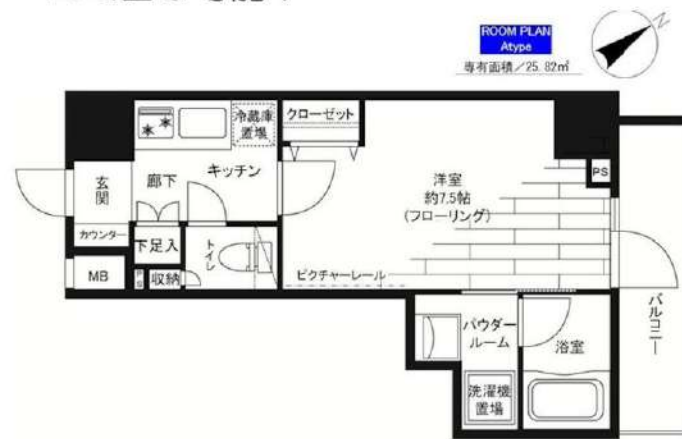 ROOM PLAN
Atype
専有面積／25.82㎡
N
冷蔵庫
置場
クローゼット
キッチン
廊下
玄関
カウンター
下足入
トイレ
MB
PS
収納
洋室
約7.5帖
(フローリング)
PS
ピクチャーレール
パウダー
ルーム
浴室
洗濯機
置場
バルコニー